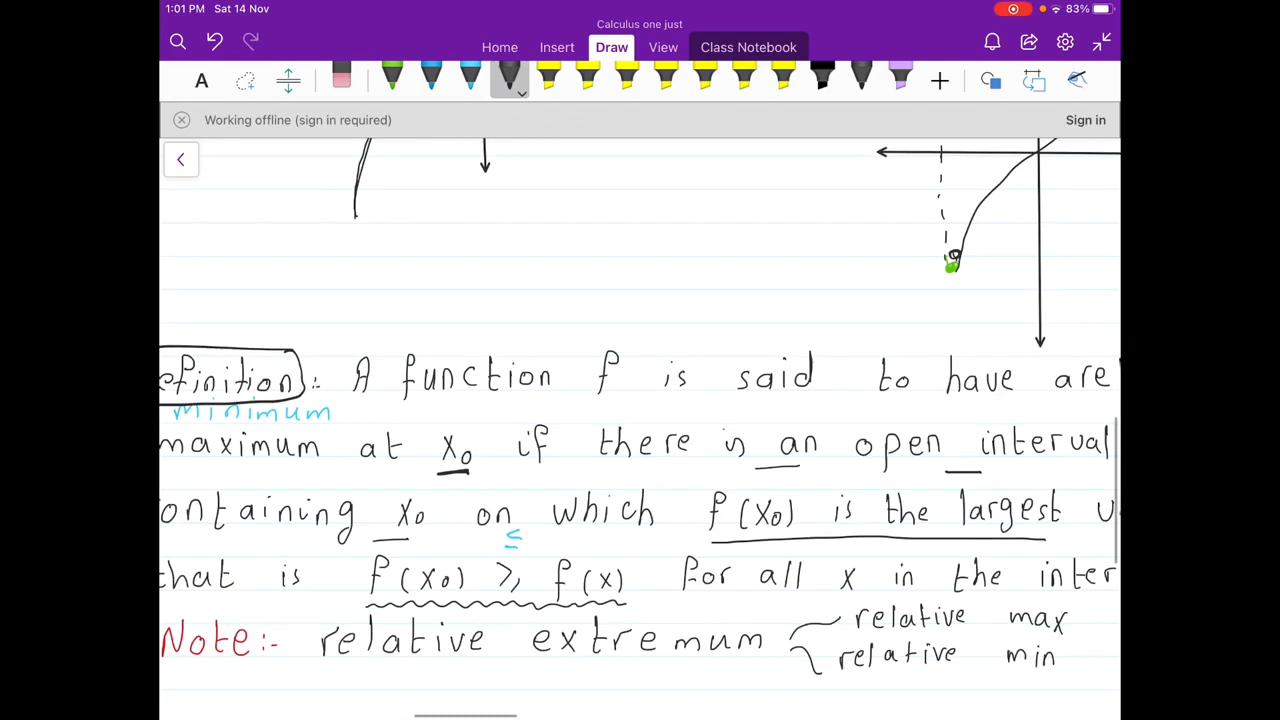 1:01 PM Sat 14 Nov
83%
Calculus one just
Home Insert Draw View Class Notebook
A
Working offline (sign in required) Sign in
efinition :. A function f is said to have are
minimum
maximum at x₀ if there is an open interval
ontaining x₀ on which f(x₀) is the largest v
≤
that is f(x₀) ≥ f(x) for all x in the inter
Note:- relative extremum
relative max
relative min